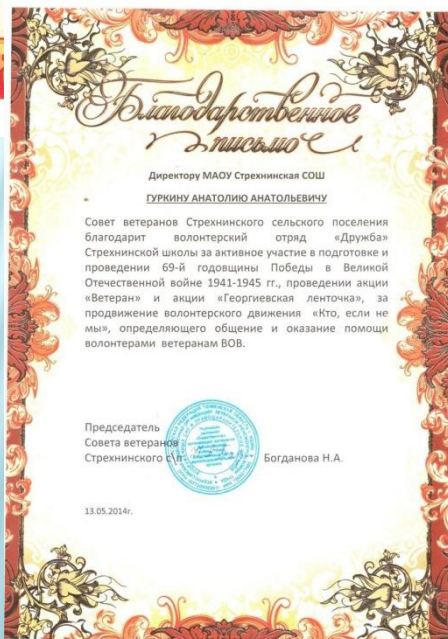 Благодарственное
письмо
Директору МАОУ Стрехнинская СОШ
ГУРКИНУ АНАТОЛИЮ АНАТОЛЬЕВИЧУ
Совет ветеранов Стрехнинского сельского поселения
благодарит волонтерский отряд «Дружба»
Стрехнинской школы за активное участие в подготовке и
проведении 69-й годовщины Победы в Великой
Отечественной войне 1941-1945 гг., проведении акции
«Ветеран» и акции «Георгиевская ленточка», за
продвижение волонтерского движения «Кто, если не
мы», определяющего общение и оказание помощи
волонтерами ветеранам ВОВ.
Председатель
Совета ветеранов
Стрехнинского с\п Богданова Н.А.
13.05.2014г.